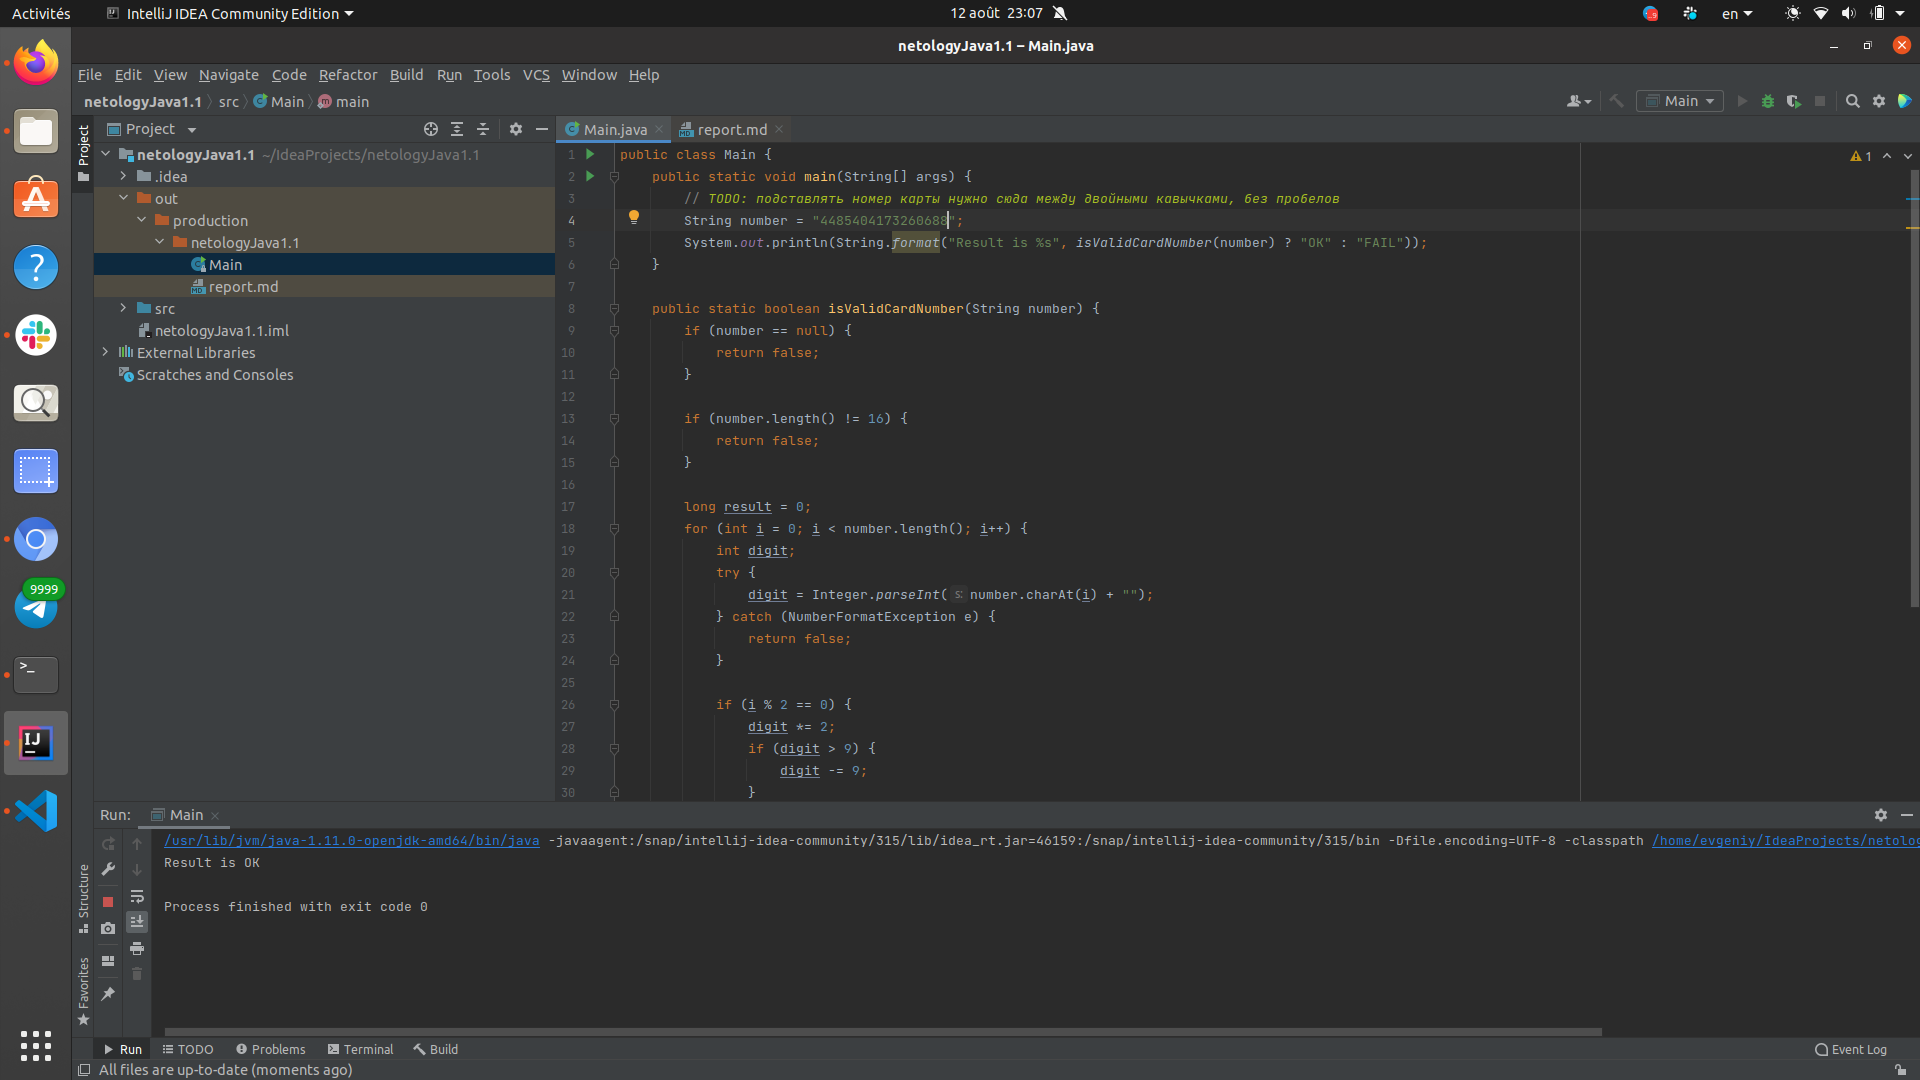 Activités
IntelliJ IDEA Community Edition
12 août 23:07
en
netologyJava1.1 – Main.java
File Edit View Navigate Code Refactor Build Run Tools VCS Window Help
netologyJava1.1 src Main main
Main
Project
Project
Main.java
report.md
netologyJava1.1 ~/IdeaProjects/netologyJava1.1
.idea
out
production
netologyJava1.1
Main
report.md
src
netologyJava1.1.iml
External Libraries
Scratches and Consoles
1
1 public class Main {
2 public static void main(String[] args) {
3 // TODO: подставлять номер карты нужно сюда между двойными кавычками, без пробелов
4 String number = "4485404173260688";
5 System.out.println(String.format("Result is %s", isValidCardNumber(number) ? "OK" : "FAIL"));
6 }
7
8 public static boolean isValidCardNumber(String number) {
9 if (number == null) {
10 return false;
11 }
12
13 if (number.length() != 16) {
14 return false;
15 }
16
17 long result = 0;
18 for (int i = 0; i < number.length(); i++) {
19 int digit;
20 try {
21 digit = Integer.parseInt( s: number.charAt(i) + "");
22 } catch (NumberFormatException e) {
23 return false;
24 }
25
26 if (i % 2 == 0) {
27 digit *= 2;
28 if (digit > 9) {
29 digit -= 9;
30 }
9999
Run: Main
/usr/lib/jvm/java-1.11.0-openjdk-amd64/bin/java -javaagent:/snap/intellij-idea-community/315/lib/idea_rt.jar=46159:/snap/intellij-idea-community/315/bin -Dfile.encoding=UTF-8 -classpath /home/evgeniy/IdeaProjects/netolog
Result is OK
Process finished with exit code 0
Structure
Favorites
Run TODO Problems Terminal Build
Event Log
All files are up-to-date (moments ago)